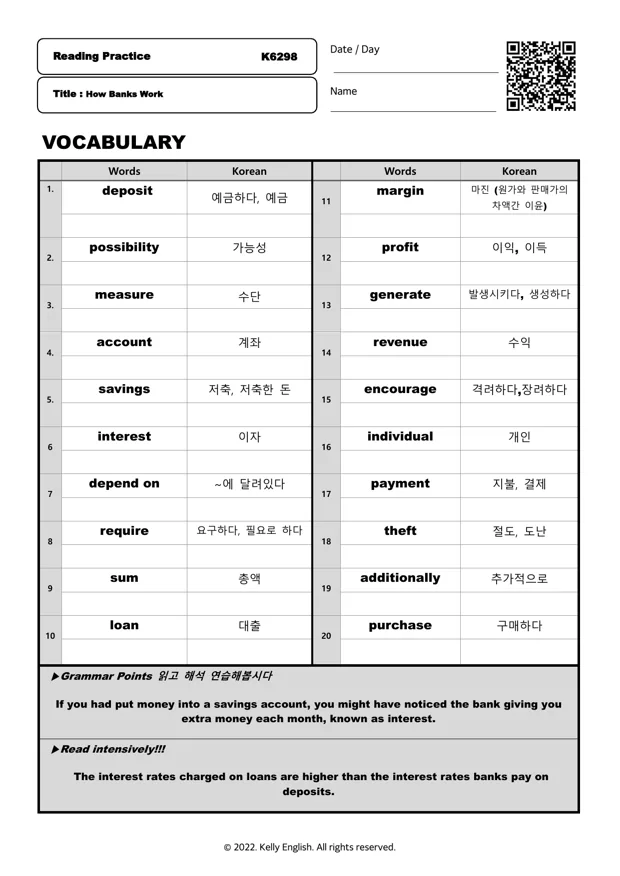 Reading Practice K6298
Title : How Banks Work
Date / Day
Name
VOCABULARY
Words Korean Words Korean
1. deposit 예금하다, 예금
11 margin 마진 (원가와 판매가의
차액간 이윤)
2. possibility 가능성
12 profit 이익, 이득
3. measure 수단
13 generate 발생시키다, 생성하다
4. account 계좌
14 revenue 수익
5. savings 저축, 저축한 돈
15 encourage 격려하다,장려하다
6 interest 이자
16 individual 개인
7 depend on ~에 달려있다
17 payment 지불, 결제
8 require 요구하다, 필요로 하다
18 theft 절도, 도난
9 sum 총액
19 additionally 추가적으로
10 loan 대출
20 purchase 구매하다
▶Grammar Points 읽고 해석 연습해봅시다
If you had put money into a savings account, you might have noticed the bank giving you
extra money each month, known as interest.
▶Read intensively!!!
The interest rates charged on loans are higher than the interest rates banks pay on
deposits.
© 2022. Kelly English. All rights reserved.